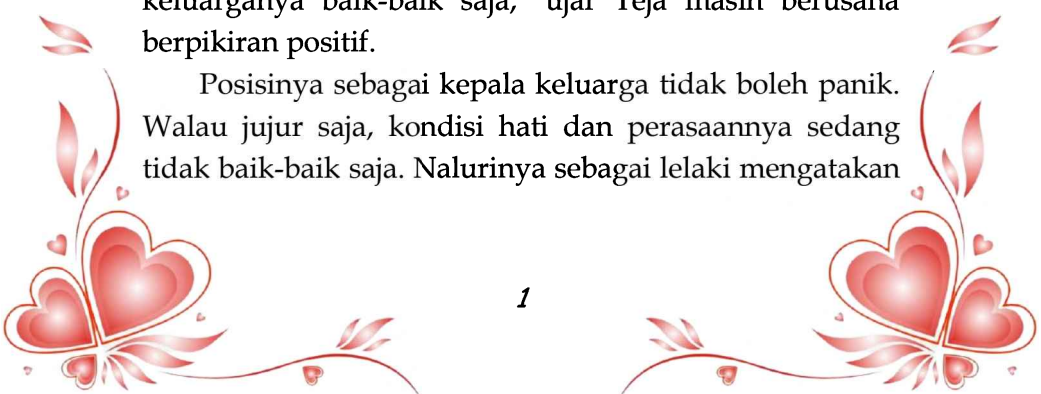 keluarganya baik-baik saja," ujar Teja masih berusaha
berpikiran positif.
Posisinya sebagai kepala keluarga tidak boleh panik.
Walau jujur saja, kondisi hati dan perasaannya sedang
tidak baik-baik saja. Nalurinya sebagai lelaki mengatakan
1